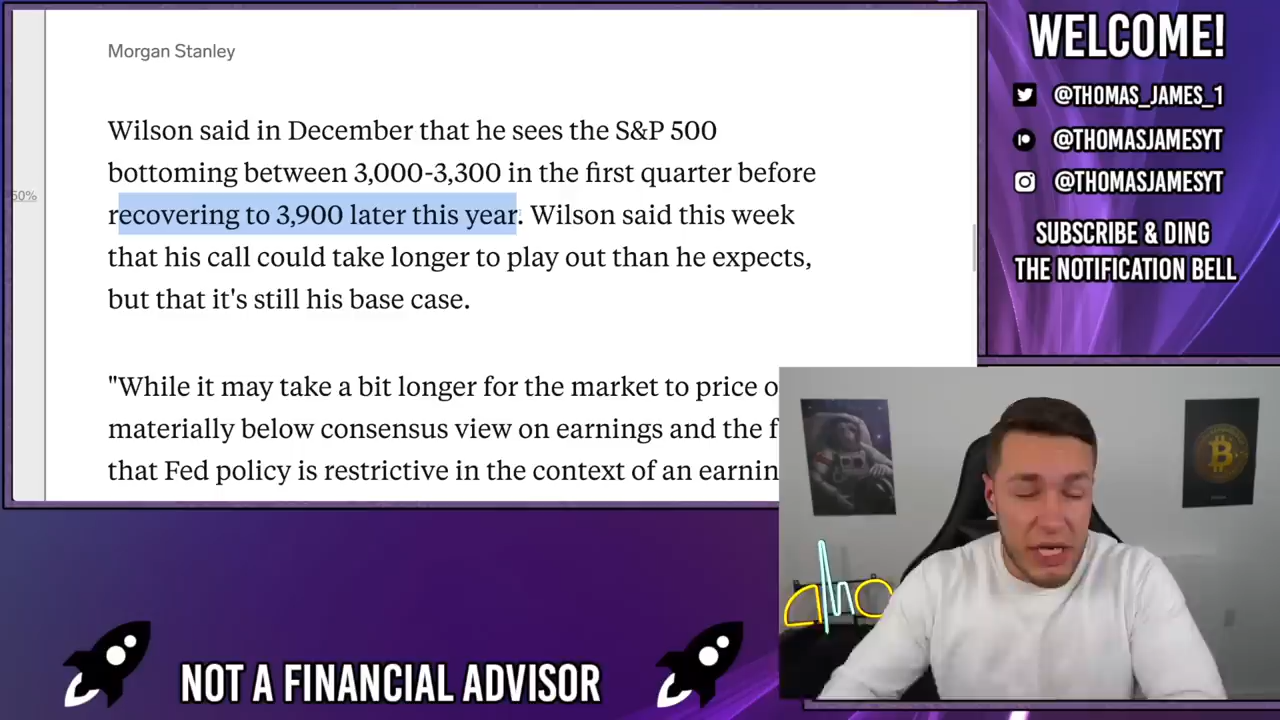 Morgan Stanley
Wilson said in December that he sees the S&P 500
bottoming between 3,000-3,300 in the first quarter before
recovering to 3,900 later this year. Wilson said this week
that his call could take longer to play out than he expects,
but that it's still his base case.
"While it may take a bit longer for the market to price o
materially below consensus view on earnings and the f
that Fed policy is restrictive in the context of an earnin
50%
WELCOME!
@THOMAS_JAMES_1
@THOMASJAMESYT
@THOMASJAMESYT
SUBSCRIBE & DING
THE NOTIFICATION BELL
NOT A FINANCIAL ADVISOR